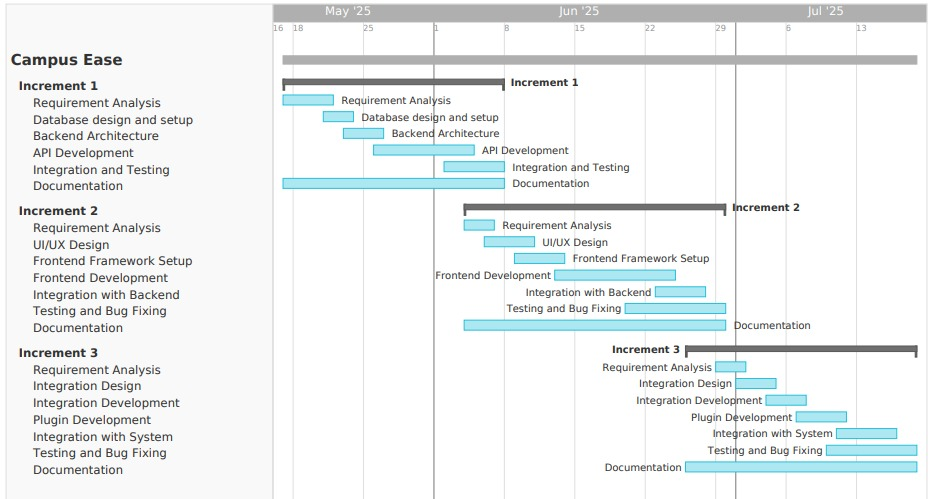 May '25 Jun '25 Jul '25
16 18 25 1 8 15 22 29 6 13
Campus Ease
Increment 1 Increment 1
Requirement Analysis Requirement Analysis
Database design and setup Database design and setup
Backend Architecture Backend Architecture
API Development API Development
Integration and Testing Integration and Testing
Documentation Documentation
Increment 2 Increment 2
Requirement Analysis Requirement Analysis
UI/UX Design UI/UX Design
Frontend Framework Setup Frontend Framework Setup
Frontend Development Frontend Development
Integration with Backend Integration with Backend
Testing and Bug Fixing Testing and Bug Fixing
Documentation Documentation
Increment 3 Increment 3
Requirement Analysis Requirement Analysis
Integration Design Integration Design
Integration Development Integration Development
Plugin Development Plugin Development
Integration with System Integration with System
Testing and Bug Fixing Testing and Bug Fixing
Documentation Documentation